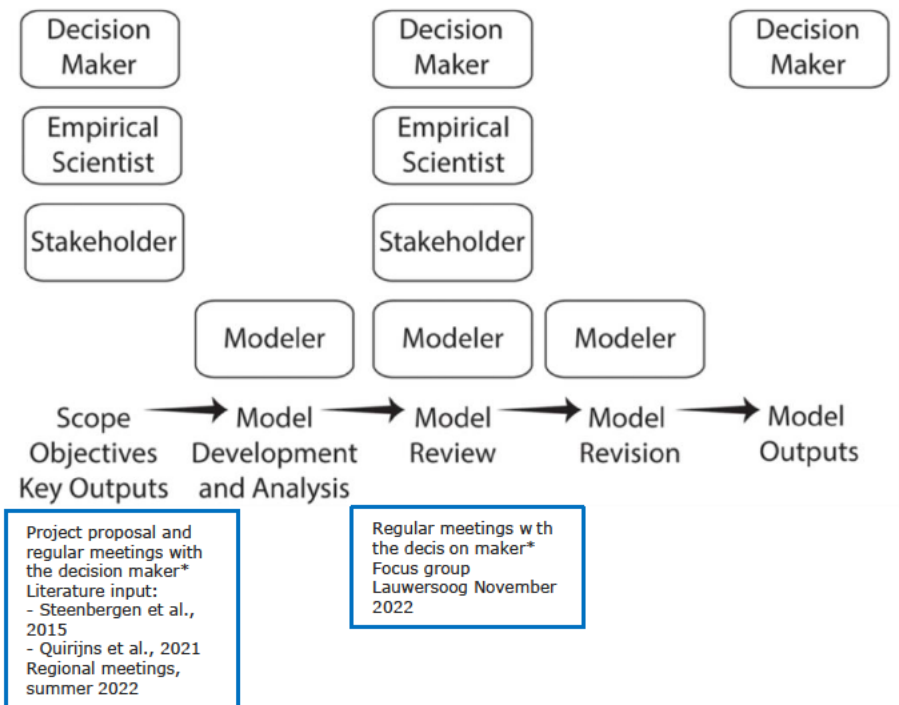 Decision
Maker
Decision
Maker
Decision
Maker
Empirical
Scientist
Empirical
Scientist
Stakeholder
Stakeholder
Modeler
Modeler
Modeler
Scope
Objectives
Key Outputs
Model
Development
and Analysis
Model
Review
Model
Revision
Model
Outputs
Project proposal and
regular meetings with
the decision maker*
Literature input:
- Steenbergen et al.,
2015
- Quirijns et al., 2021
Regional meetings,
summer 2022
Regular meetings w th
the decis on maker*
Focus group
Lauwersoog November
2022